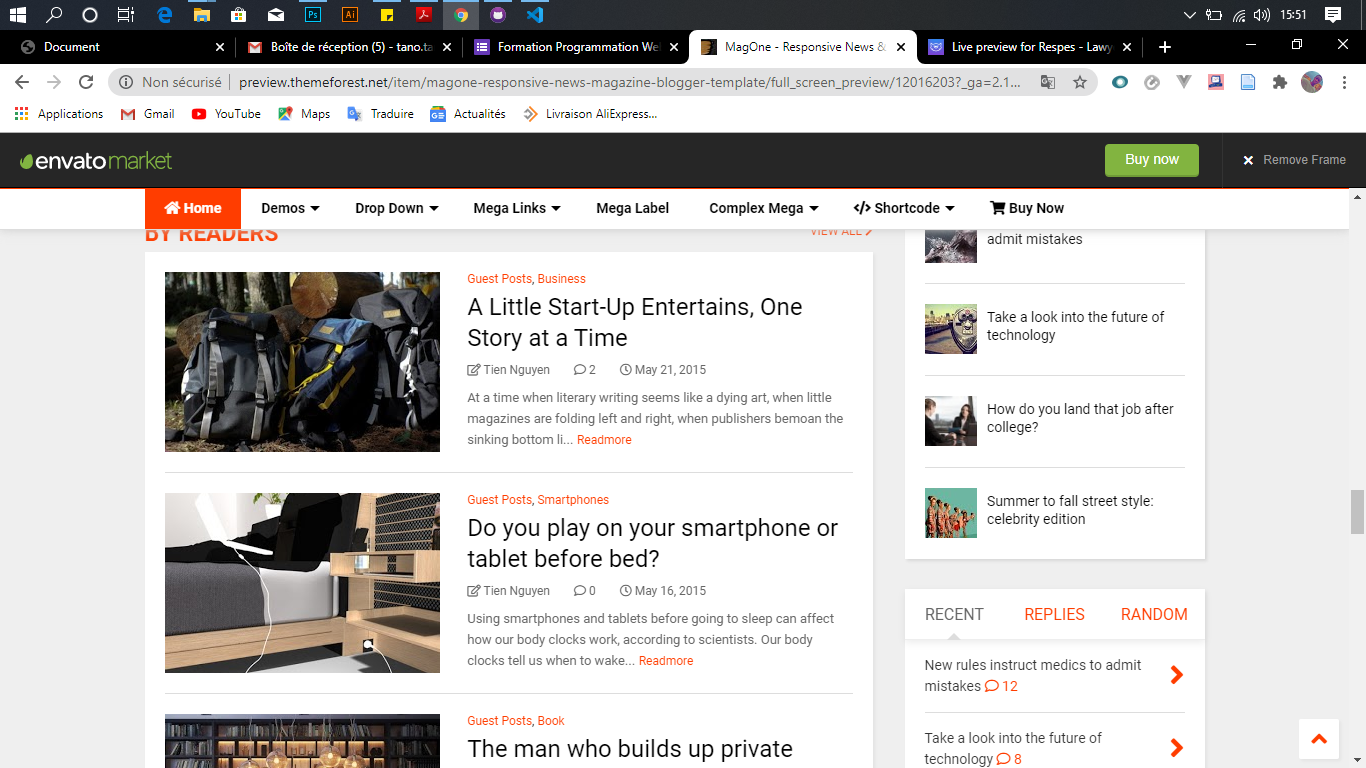 15:51
Document
Boîte de réception (5) - tano.ta
Formation Programmation We
MagOne - Responsive News &
Live preview for Respes - Lawy
Non sécurisé
preview.themeforest.net/item/magone-responsive-news-magazine-blogger-template/full_screen_preview/12016203?_ga=2.1...
Applications
Gmail
YouTube
Maps
Traduire
Actualités
Livraison AliExpress...
envatomarket
Buy now
Remove Frame
Home
Demos
Drop Down
Mega Links
Mega Label
Complex Mega
Shortcode
Buy Now
BY READERS
VIEW ALL
Guest Posts, Business
A Little Start-Up Entertains, One
Story at a Time
Tien Nguyen 2 May 21, 2015
At a time when literary writing seems like a dying art, when little
magazines are folding left and right, when publishers bemoan the
sinking bottom li... Readmore
Guest Posts, Smartphones
Do you play on your smartphone or
tablet before bed?
Tien Nguyen 0 May 16, 2015
Using smartphones and tablets before going to sleep can affect
how our body clocks work, according to scientists. Our body
clocks tell us when to wake... Readmore
Guest Posts, Book
The man who builds up private
admit mistakes
Take a look into the future of
technology
How do you land that job after
college?
Summer to fall street style:
celebrity edition
RECENT
REPLIES
RANDOM
New rules instruct medics to admit
mistakes 12
Take a look into the future of
technology 8